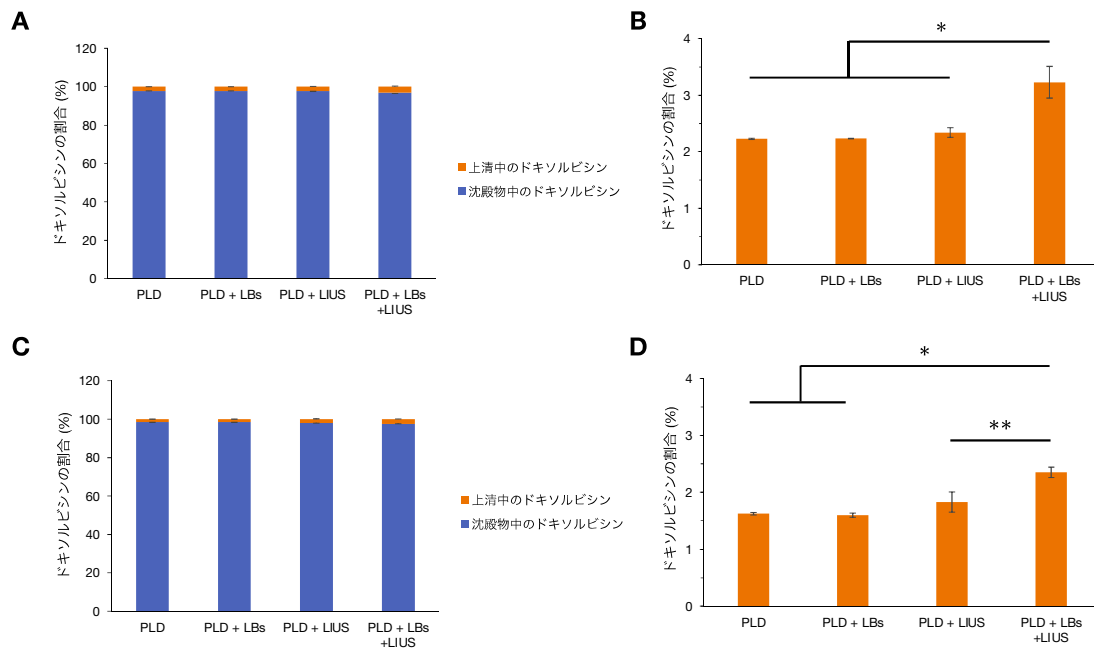 A
ドキソルビシンの割合 (%)
120
100
80
60
40
20
0
PLD
PLD + LBs
PLD + LIUS
PLD + LBs
+LIUS
上清中のドキソルビシン
沈殿物中のドキソルビシン
B
ドキソルビシンの割合 (%)
4
3
2
1
0
*
PLD
PLD + LBs
PLD + LIUS
PLD + LBs
+LIUS
C
ドキソルビシンの割合 (%)
120
100
80
60
40
20
0
PLD
PLD + LBs
PLD + LIUS
PLD + LBs
+LIUS
上清中のドキソルビシン
沈殿物中のドキソルビシン
D
ドキソルビシンの割合 (%)
4
3
2
1
0
*
**
PLD
PLD + LBs
PLD + LIUS
PLD + LBs
+LIUS